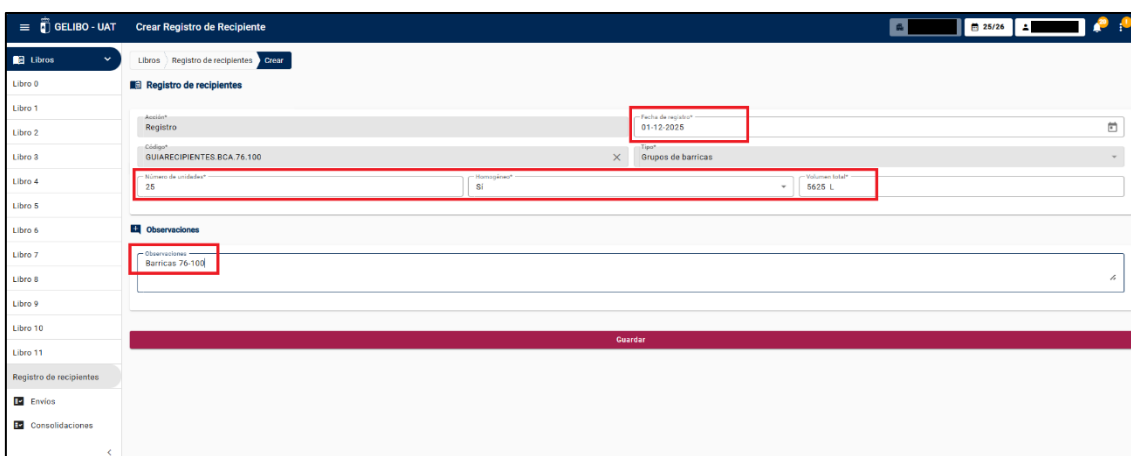 GELIBO - UAT Crear Registro de Recipiente 25/26
Libros
Libros Registro de recipientes Crear
Libro 0
Registro de recipientes
Libro 1
Acción* Fecha de registro*
Registro 01-12-2025
Libro 2
Código* Tipo*
Libro 3
GUIARECIPIENTES.BCA.76.100 Grupos de barricas
Libro 4
Número de unidades* Homogéneo* Volumen total*
25 Sí 5625 L
Libro 5
Libro 6
Observaciones
Libro 7
Observaciones
Barricas 76-100
Libro 8
Libro 9
Libro 10
Guardar
Libro 11
Registro de recipientes
Envíos
Consolidaciones